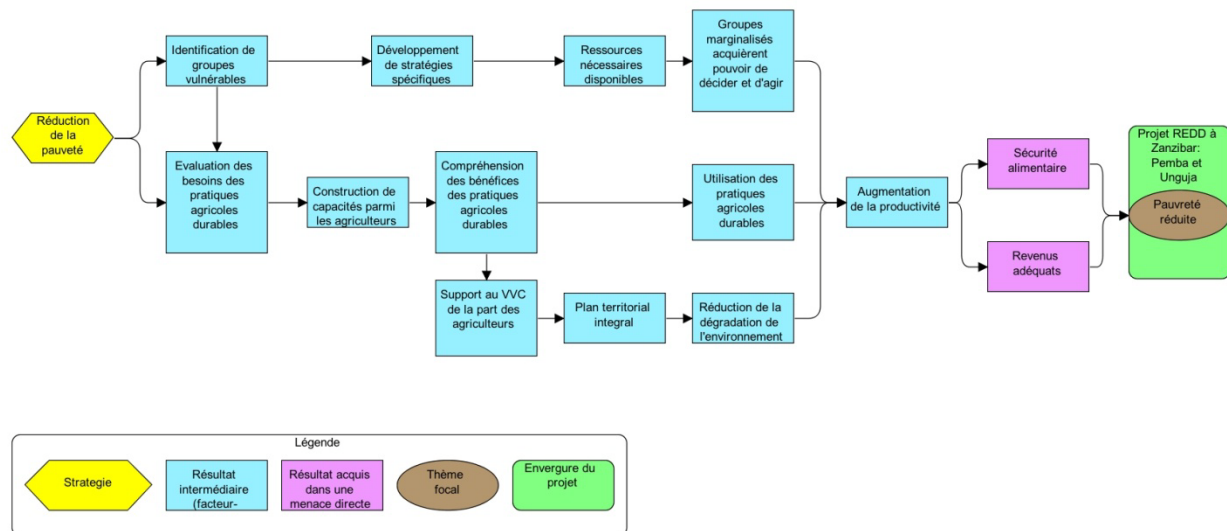 Identification de
groupes
vulnérables
Développement
de stratégies
spécifiques
Ressources
nécessaires
disponibles
Groupes
marginalisés
acquièrent
pouvoir de
décider et d'agir
Réduction
de la
pauveté
Evaluation des
besoins des
pratiques
agricoles
durables
Construction de
capacités parmi
les agriculteurs
Compréhension
des bénéfices
des pratiques
agricoles
durables
Utilisation des
pratiques
agricoles
durables
Augmentation
de la productivité
Sécurité
alimentaire
Revenus
adéquats
Projet REDD à
Zanzibar:
Pemba et
Unguja
Pauvreté
réduite
Support au VVC
de la part des
agriculteurs
Plan territorial
integral
Réduction de la
dégradation de
l'environnement
Légende
Strategie
Résultat
intermédiaire
(facteur-
Résultat acquis
dans une
menace directe
Thème
focal
Envergure du
projet